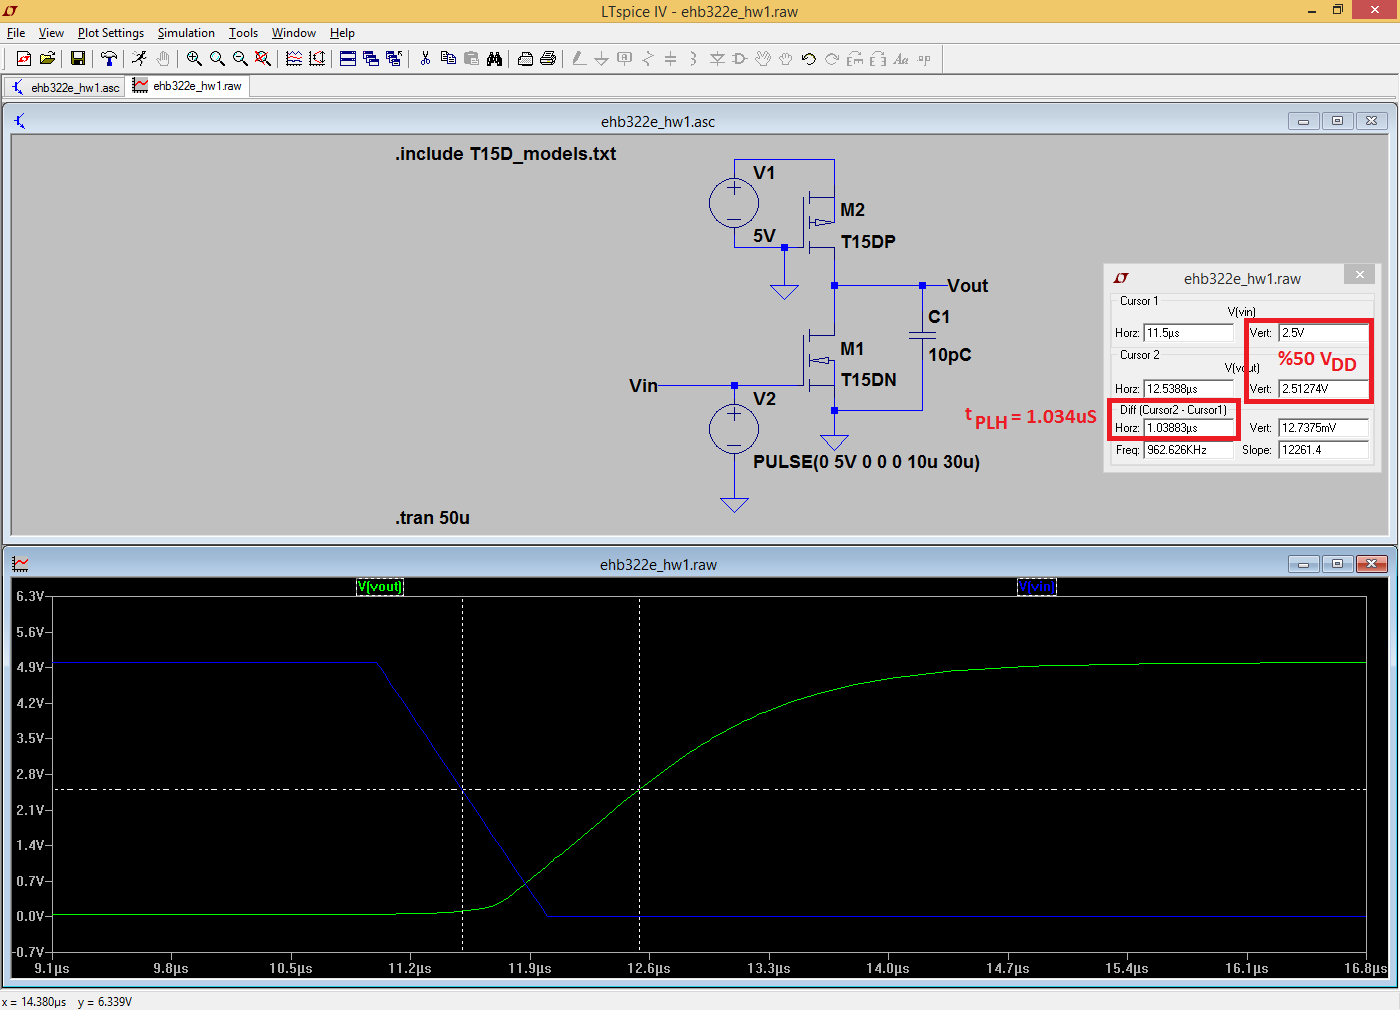 LTspice IV - ehb322e_hw1.raw
File View Plot Settings Simulation Tools Window Help
ehb322e_hw1.asc ehb322e_hw1.raw
ehb322e_hw1.asc
.include T15D_models.txt
V1
5V
M2
T15DP
Vout
C1
10pC
M1
T15DN
Vin
V2
PULSE(0 5V 0 0 0 10u 30u)
.tran 50u
t PLH = 1.034uS
ehb322e_hw1.raw
Cursor 1
V(vin)
Horz: 11.5µs Vert: 2.5V
%50 VDD
Cursor 2
V(vout)
Horz: 12.5388µs Vert: 2.51274V
Diff (Cursor2 - Cursor1)
Horz: 1.03883µs Vert: 12.7375mV
Freq: 962.626KHz Slope: 12261.4
ehb322e_hw1.raw
V(vout) V(vin)
6.3V
5.6V
4.9V
4.2V
3.5V
2.8V
2.1V
1.4V
0.7V
0.0V
-0.7V
9.1µs 9.8µs 10.5µs 11.2µs 11.9µs 12.6µs 13.3µs 14.0µs 14.7µs 15.4µs 16.1µs 16.8µs
x = 14.380µs y = 6.339V